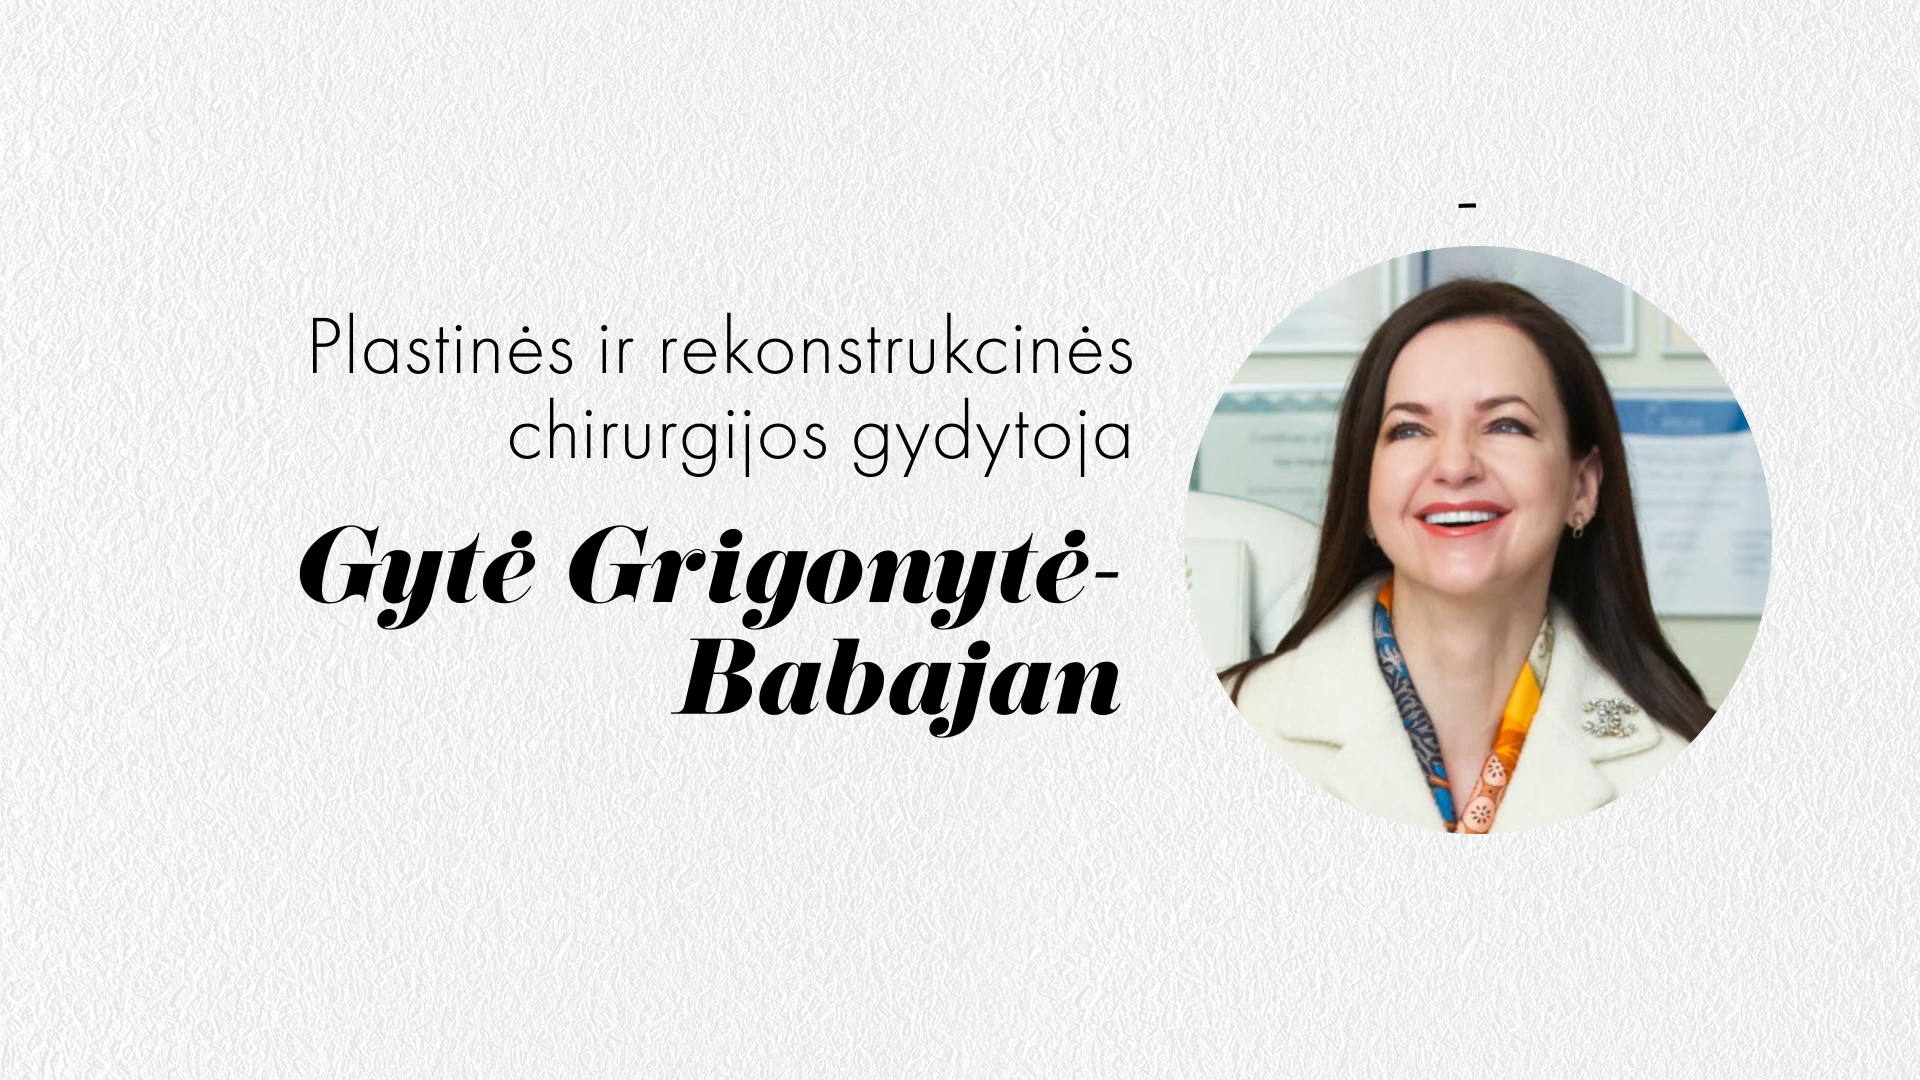 -
Plastinės ir rekonstrukcinės
chirurgijos gydytoja
Gytė Grigonytė-
Babajan